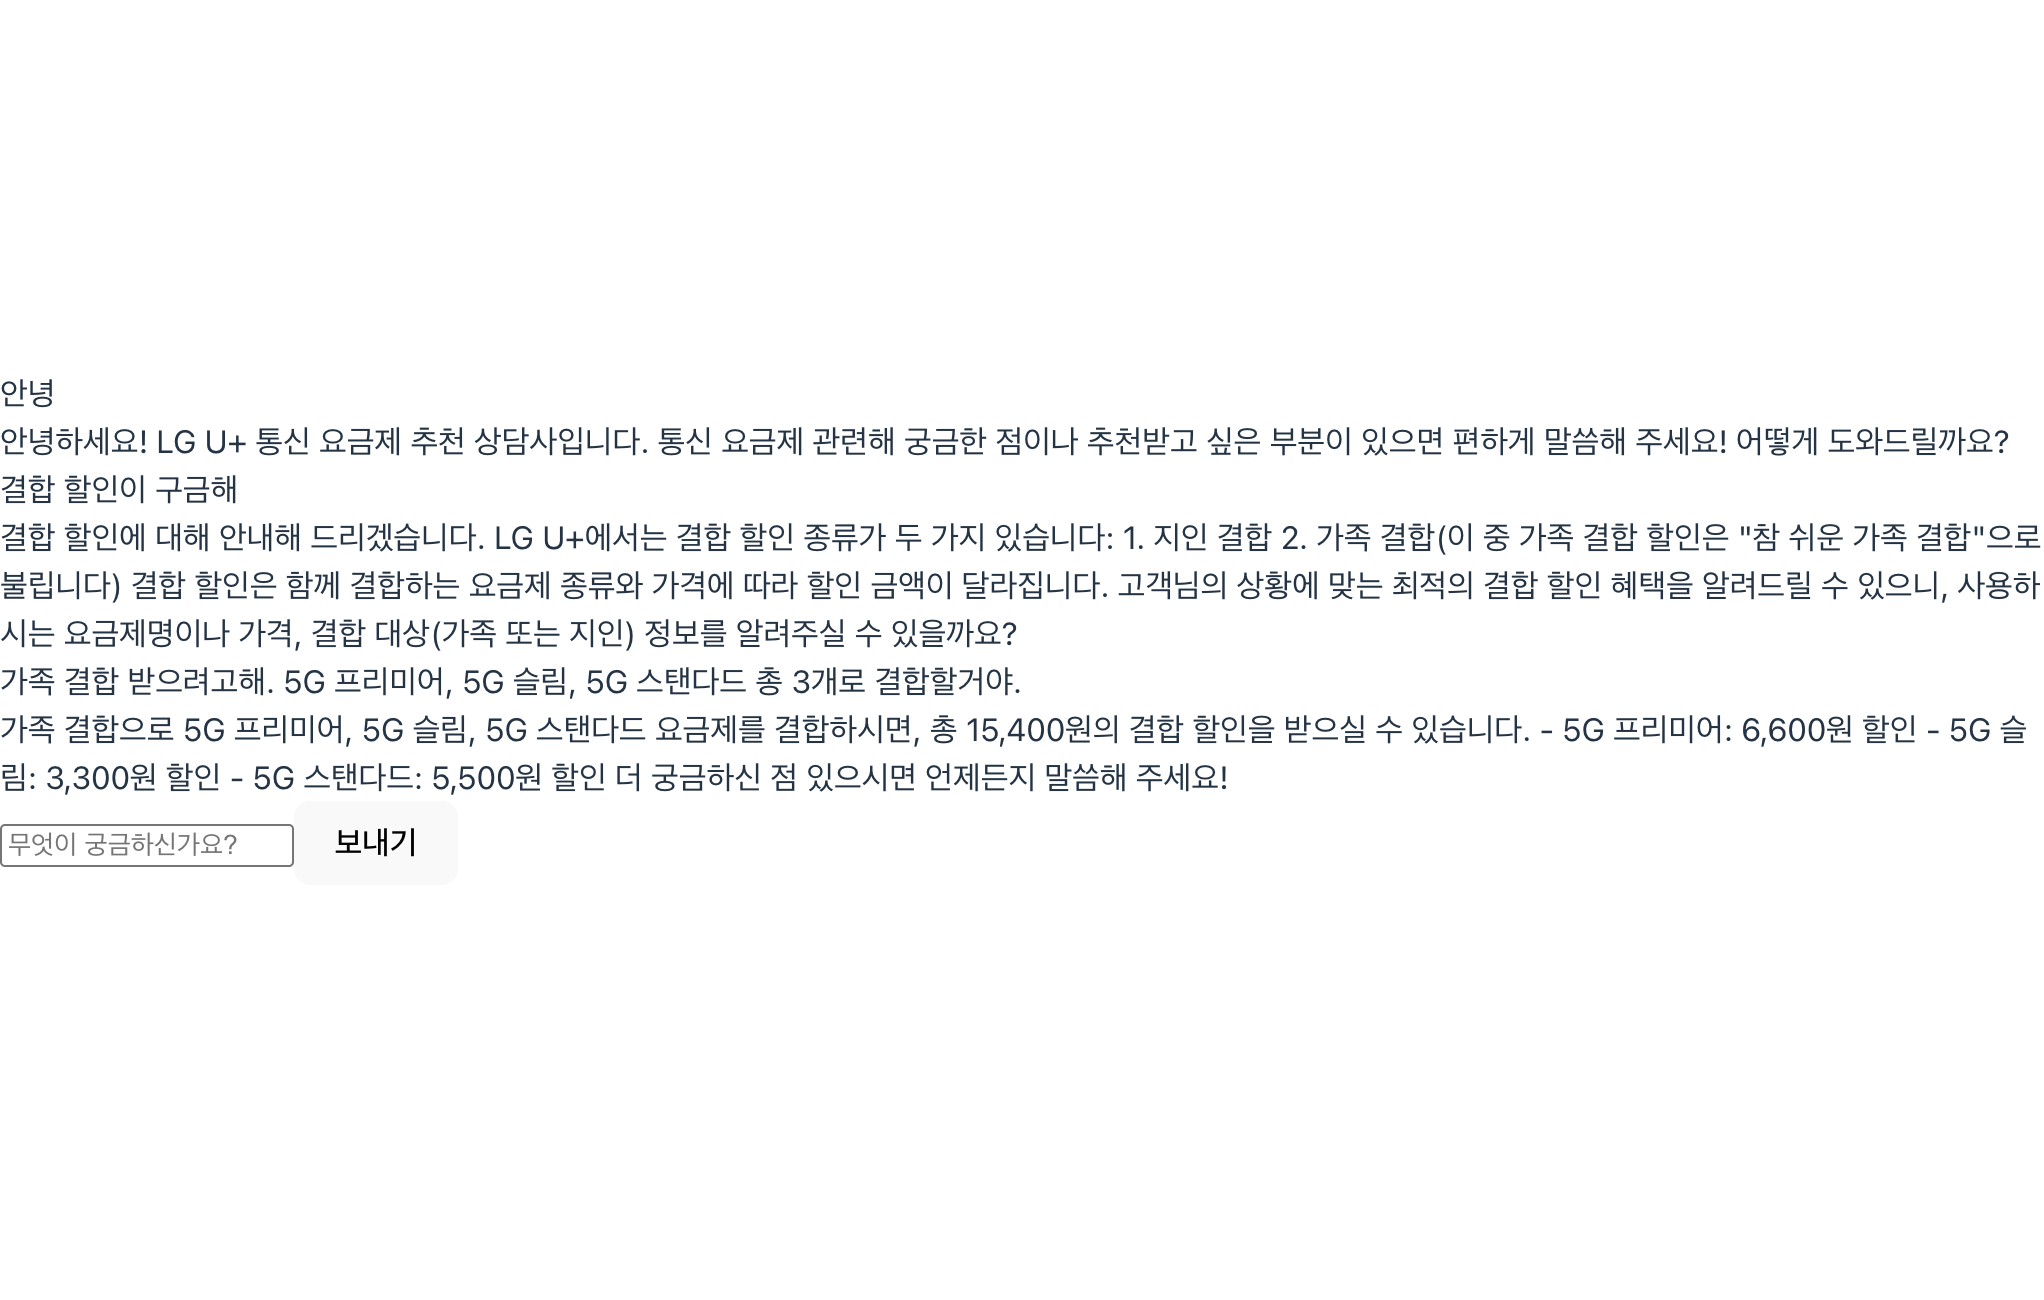 안녕
안녕하세요! LG U+ 통신 요금제 추천 상담사입니다. 통신 요금제 관련해 궁금한 점이나 추천받고 싶은 부분이 있으면 편하게 말씀해 주세요! 어떻게 도와드릴까요?
결합 할인이 구금해
결합 할인에 대해 안내해 드리겠습니다. LG U+에서는 결합 할인 종류가 두 가지 있습니다: 1. 지인 결합 2. 가족 결합(이 중 가족 결합 할인은 "참 쉬운 가족 결합"으로
불립니다) 결합 할인은 함께 결합하는 요금제 종류와 가격에 따라 할인 금액이 달라집니다. 고객님의 상황에 맞는 최적의 결합 할인 혜택을 알려드릴 수 있으니, 사용하
시는 요금제명이나 가격, 결합 대상(가족 또는 지인) 정보를 알려주실 수 있을까요?
가족 결합 받으려고해. 5G 프리미어, 5G 슬림, 5G 스탠다드 총 3개로 결합할거야.
가족 결합으로 5G 프리미어, 5G 슬림, 5G 스탠다드 요금제를 결합하시면, 총 15,400원의 결합 할인을 받으실 수 있습니다. - 5G 프리미어: 6,600원 할인 - 5G 슬
림: 3,300원 할인 - 5G 스탠다드: 5,500원 할인 더 궁금하신 점 있으시면 언제든지 말씀해 주세요!
무엇이 궁금하신가요? 보내기